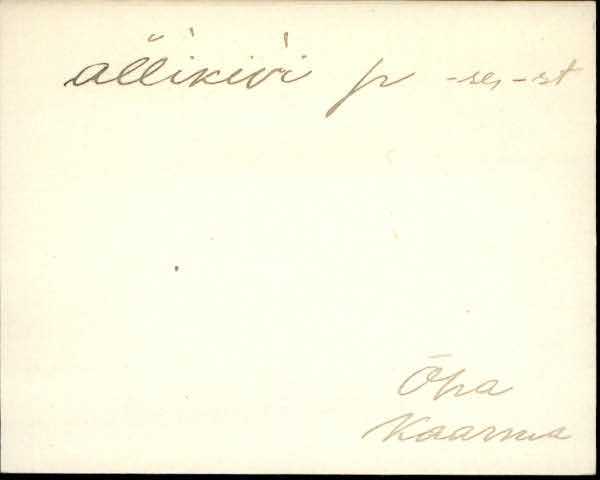 allikivi p -se, -st
Õha
Kaarma